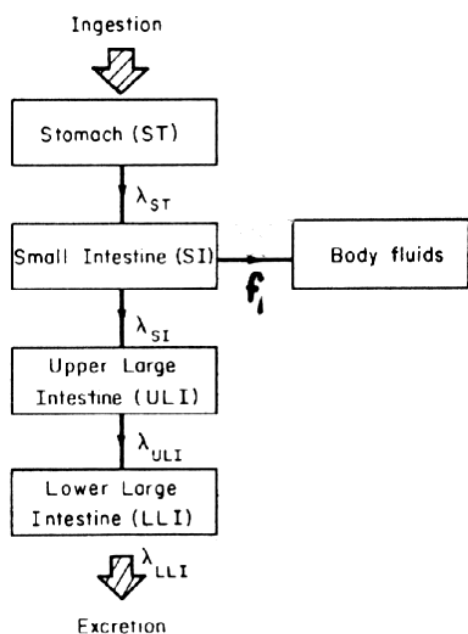 Ingestion
Stomach (ST)
λST
Small Intestine (SI)
Body fluids
f1
λSI
Upper Large
Intestine (ULI)
λULI
Lower Large
Intestine (LLI)
λLLI
Excretion